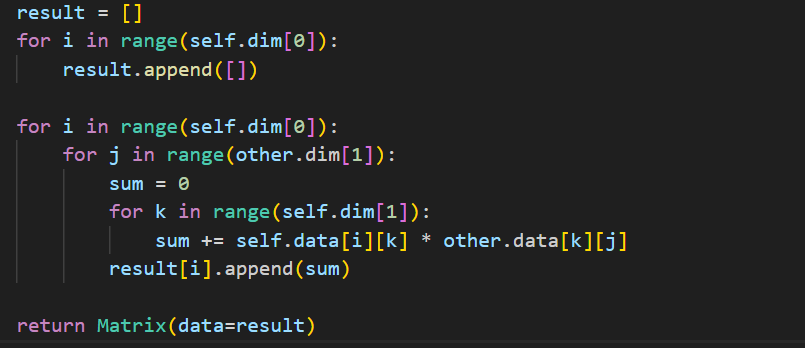 result = []
for i in range(self.dim[0]):
    result.append([])

for i in range(self.dim[0]):
    for j in range(other.dim[1]):
        sum = 0
        for k in range(self.dim[1]):
            sum += self.data[i][k] * other.data[k][j]
        result[i].append(sum)

return Matrix(data=result)